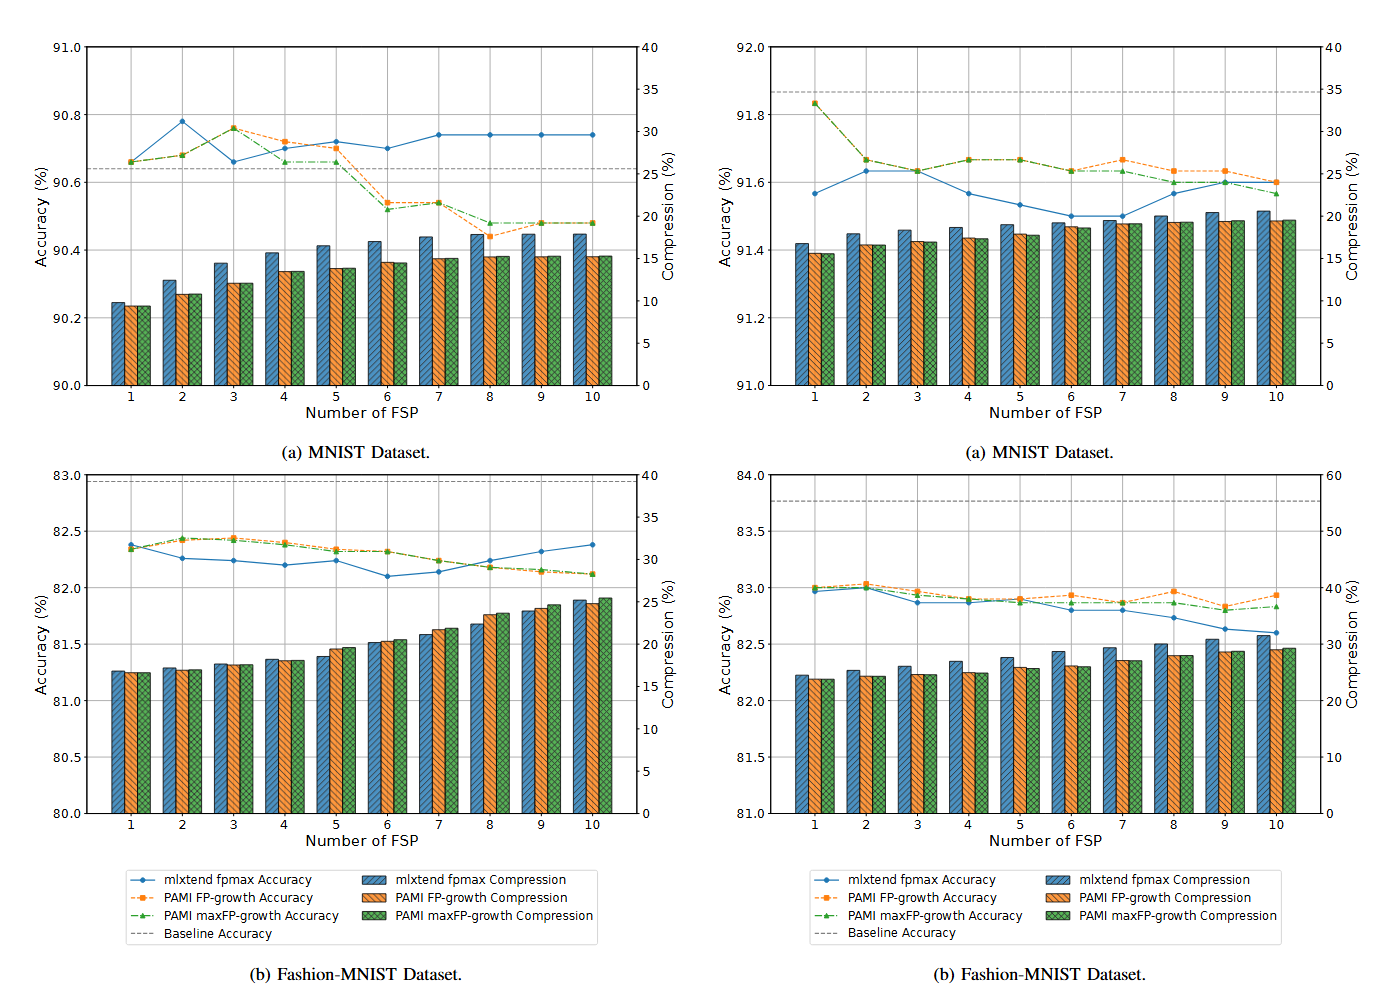 91.0
90.8
90.6
90.4
90.2
90.0
Accuracy (%)
40
35
30
25
20
15
10
5
0
Compression (%)
1 2 3 4 5 6 7 8 9 10
Number of FSP
(a) MNIST Dataset.
92.0
91.8
91.6
91.4
91.2
91.0
Accuracy (%)
40
35
30
25
20
15
10
5
0
Compression (%)
1 2 3 4 5 6 7 8 9 10
Number of FSP
(a) MNIST Dataset.
83.0
82.5
82.0
81.5
81.0
80.5
80.0
Accuracy (%)
40
35
30
25
20
15
10
5
0
Compression (%)
1 2 3 4 5 6 7 8 9 10
Number of FSP
mlxtend fpmax Accuracy
PAMI FP-growth Accuracy
PAMI maxFP-growth Accuracy
Baseline Accuracy
mlxtend fpmax Compression
PAMI FP-growth Compression
PAMI maxFP-growth Compression
(b) Fashion-MNIST Dataset.
84.0
83.5
83.0
82.5
82.0
81.5
81.0
Accuracy (%)
60
50
40
30
20
10
0
Compression (%)
1 2 3 4 5 6 7 8 9 10
Number of FSP
mlxtend fpmax Accuracy
PAMI FP-growth Accuracy
PAMI maxFP-growth Accuracy
Baseline Accuracy
mlxtend fpmax Compression
PAMI FP-growth Compression
PAMI maxFP-growth Compression
(b) Fashion-MNIST Dataset.